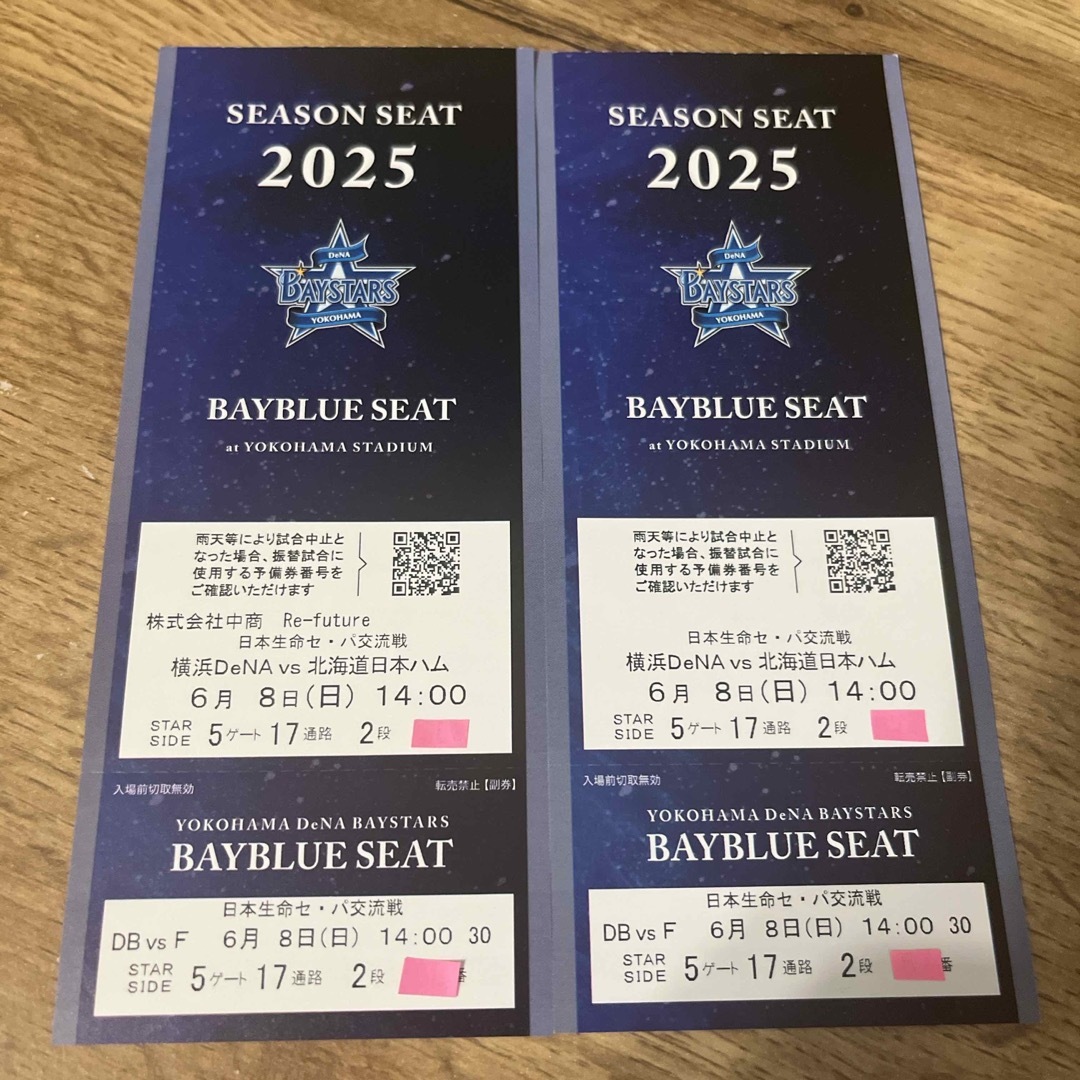 SEASON SEAT
2025
DeNA
BAYSTARS
YOKOHAMA
BAYBLUE SEAT
at YOKOHAMA STADIUM
雨天等により試合中止と
なった場合、振替試合に
使用する予備券番号を
ご確認いただけます
株式会社中商 Re-future
日本生命セ・パ交流戦
横浜DeNA vs 北海道日本ハム
6月 8日(日) 14:00
STAR SIDE 5ゲート 17通路 2段
入場前切取無効 転売禁止【副券】
YOKOHAMA DeNA BAYSTARS
BAYBLUE SEAT
日本生命セ・パ交流戦
DB vs F 6月 8日(日) 14:00 30
STAR SIDE 5ゲート 17通路 2段 番
SEASON SEAT
2025
DeNA
BAYSTARS
YOKOHAMA
BAYBLUE SEAT
at YOKOHAMA STADIUM
雨天等により試合中止と
なった場合、振替試合に
使用する予備券番号を
ご確認いただけます
日本生命セ・パ交流戦
横浜DeNA vs 北海道日本ハム
6月 8日(日) 14:00
STAR SIDE 5ゲート 17通路 2段
入場前切取無効 転売禁止【副券】
YOKOHAMA DeNA BAYSTARS
BAYBLUE SEAT
日本生命セ・パ交流戦
DB vs F 6月 8日(日) 14:00 30
STAR SIDE 5ゲート 17通路 2段 番